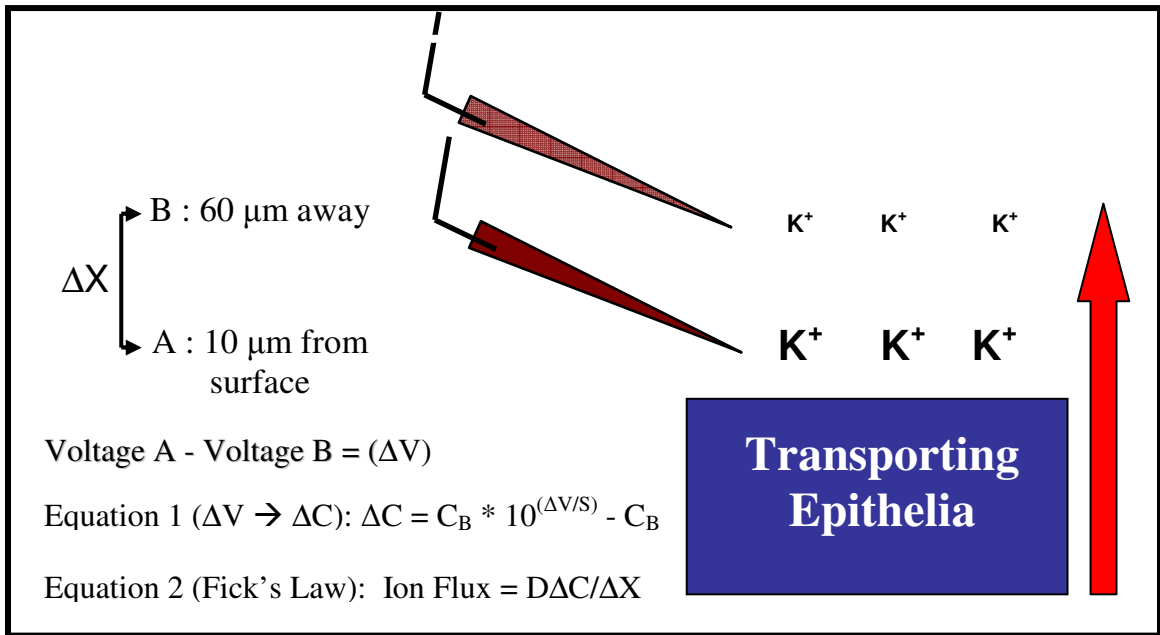 B : 60 μm away
K⁺ K⁺ K⁺
ΔX
A : 10 μm from
surface
K⁺ K⁺ K⁺
Voltage A - Voltage B = (ΔV)
Equation 1 (ΔV → ΔC): ΔC = C_B * 10^(ΔV/S) - C_B
Equation 2 (Fick's Law): Ion Flux = DΔC/ΔX
Transporting
Epithelia